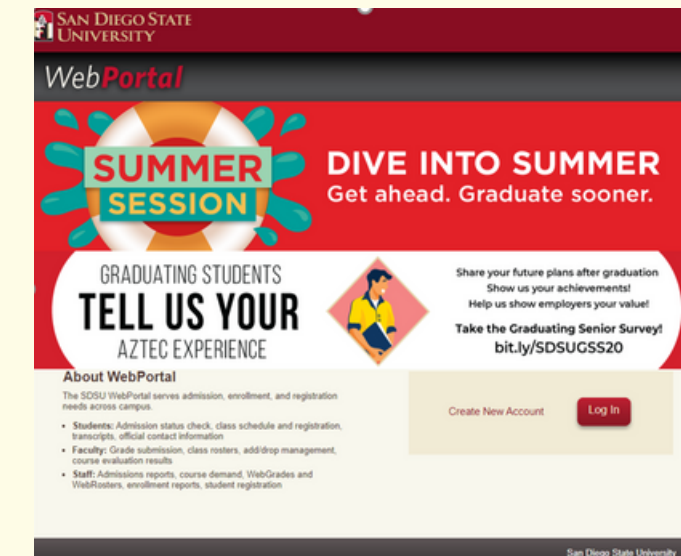 SAN DIEGO STATE
UNIVERSITY
WebPortal
SUMMER
SESSION
DIVE INTO SUMMER
Get ahead. Graduate sooner.
GRADUATING STUDENTS
TELL US YOUR
AZTEC EXPERIENCE
Share your future plans after graduation
Show us your achievements!
Help us show employers your value!
Take the Graduating Senior Survey!
bit.ly/SDSUGSS20
About WebPortal
The SDSU WebPortal serves admission, enrollment, and registration
needs across campus.
• Students: Admission status check, class schedule and registration,
transcripts, official contact information
• Faculty: Grade submission, class rosters, add/drop management,
course evaluation results
• Staff: Admissions reports, course demand, WebGrades and
WebRosters, enrollment reports, student registration
Create New Account
Log In
San Diego State University